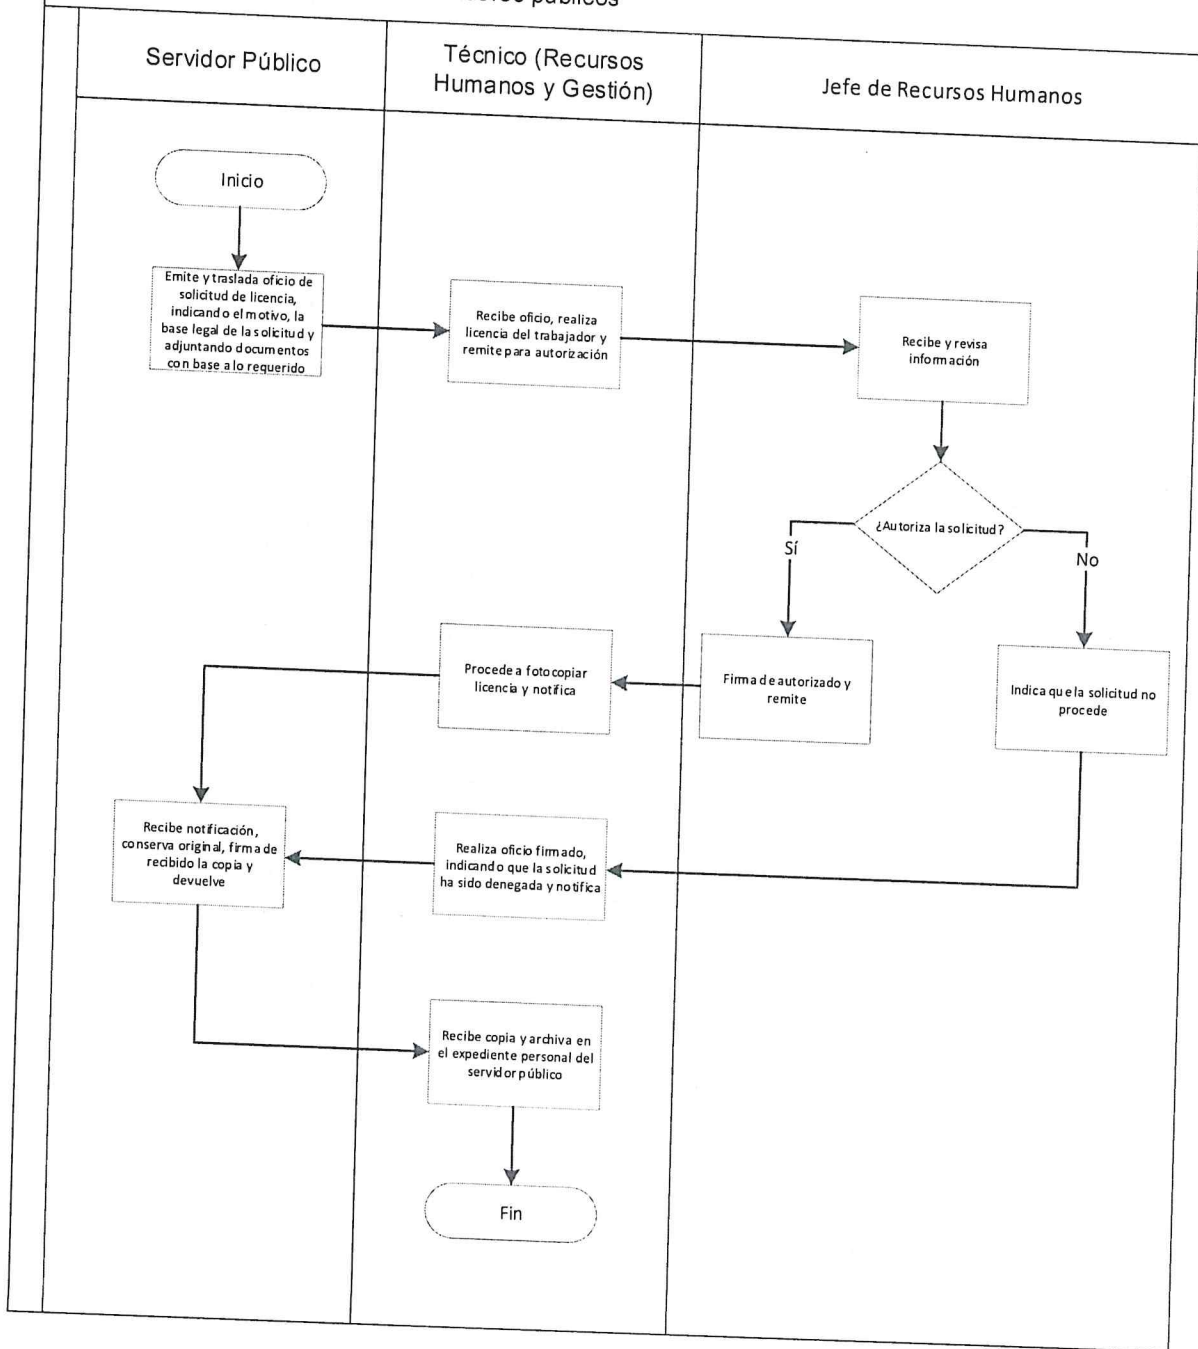 públicos
Servidor Público
Técnico (Recursos
Humanos y Gestión)
Jefe de Recursos Humanos
Inicio
Emite y traslada oficio de
solicitud de licencia,
indicando el motivo, la
base legal de la solicitud y
adjuntando documentos
con base a lo requerido
Recibe oficio, realiza
licencia del trabajador y
remite para autorización
Recibe y revisa
información
¿Autoriza la solicitud?
Sí
No
Procede a fotocopiar
licencia y notifica
Firma de autorizado y
remite
Indica que la solicitud no
procede
Recibe notificación,
conserva original, firma de
recibido la copia y
devuelve
Realiza oficio firmado,
indicando que la solicitud
ha sido denegada y notifica
Recibe copia y archiva en
el expediente personal del
servidor público
Fin